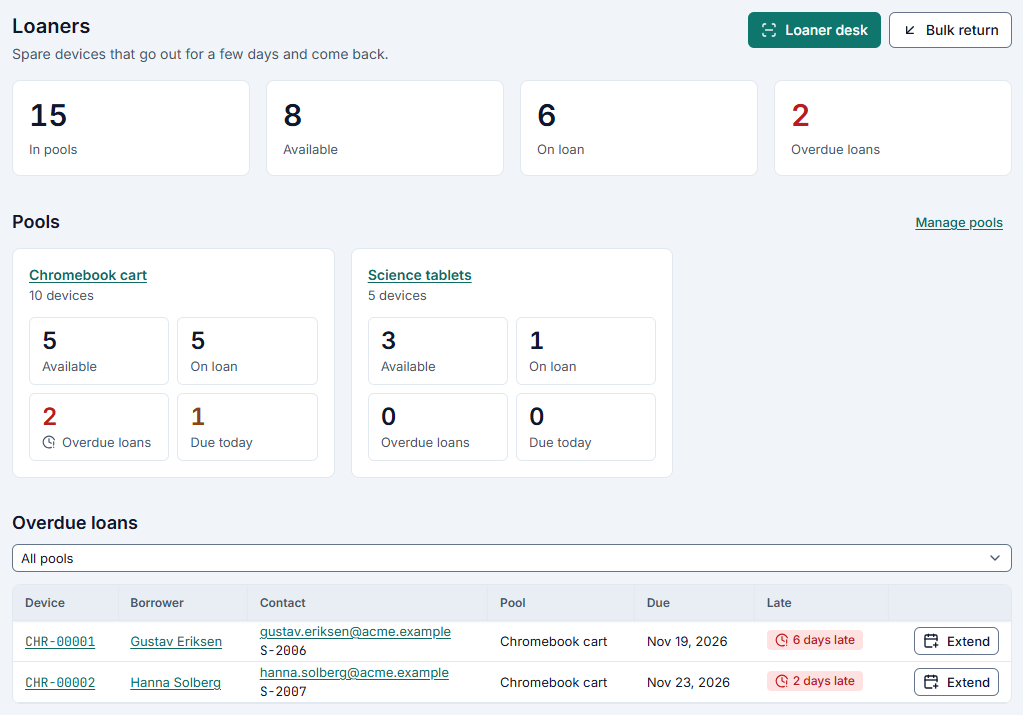 Loaners
Loaner desk
Bulk return
Spare devices that go out for a few days and come back.
15
In pools
8
Available
6
On loan
2
Overdue loans
Pools
Manage pools
Chromebook cart
10 devices
5
Available
5
On loan
2
Overdue loans
1
Due today
Science tablets
5 devices
3
Available
1
On loan
0
Overdue loans
0
Due today
Overdue loans
All pools
Device Borrower Contact Pool Due Late
CHR-00001 Gustav Eriksen gustav.eriksen@acme.example Chromebook cart Nov 19, 2026 6 days late Extend
S-2006
CHR-00002 Hanna Solberg hanna.solberg@acme.example Chromebook cart Nov 23, 2026 2 days late Extend
S-2007